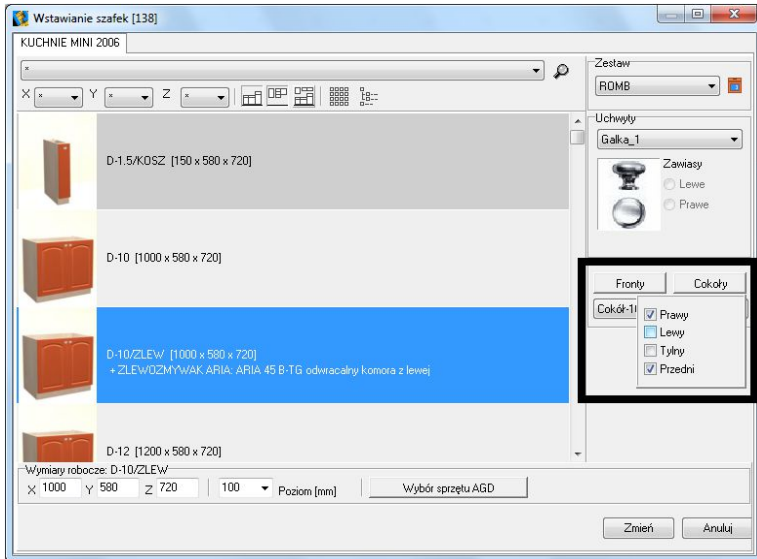 Wstawianie szafek [138]
KUCHNIE MINI 2006
*
X * Y * Z *
D-1.5/KOSZ [150 x 580 x 720]
D-10 [1000 x 580 x 720]
D-10/ZLEW [1000 x 580 x 720]
+ ZLEWOZMYWAK ARIA: ARIA 45 B-TG odwracalny komora z lewej
D-12 [1200 x 580 x 720]
Zestaw
ROMB
Uchwyty
Gałka_1
Zawiasy
Lewe
Prawe
Fronty Cokoły
Prawy
Lewy
Tylny
Przedni
Wymiary robocze: D-10/ZLEW
X 1000 Y 580 Z 720 100 Poziom [mm] Wybór sprzętu AGD
Zmień Anuluj